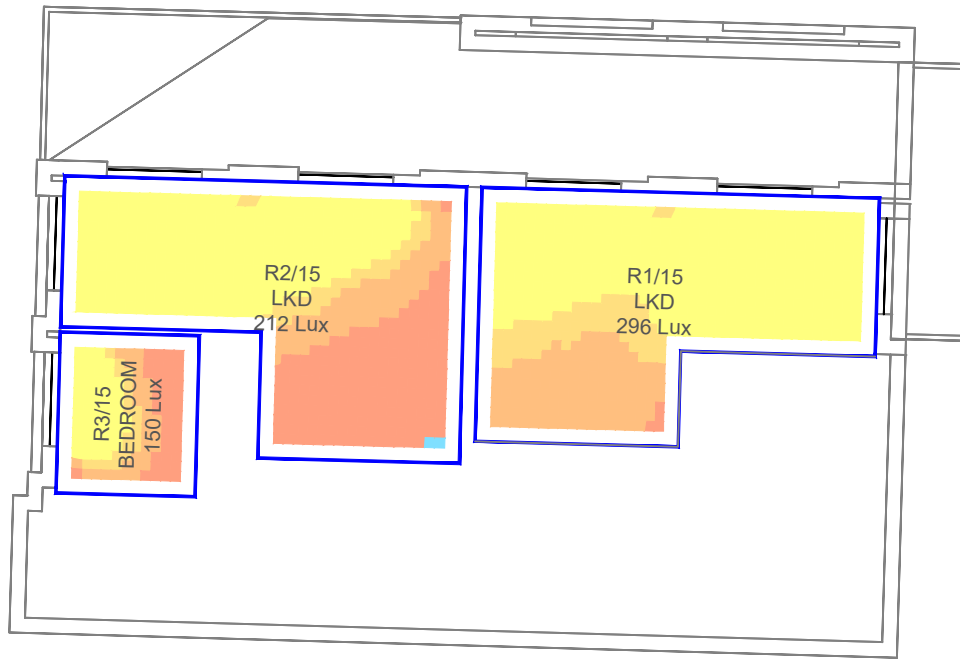 R2/15
LKD
212 Lux
R1/15
LKD
296 Lux
R3/15
BEDROOM
150 Lux